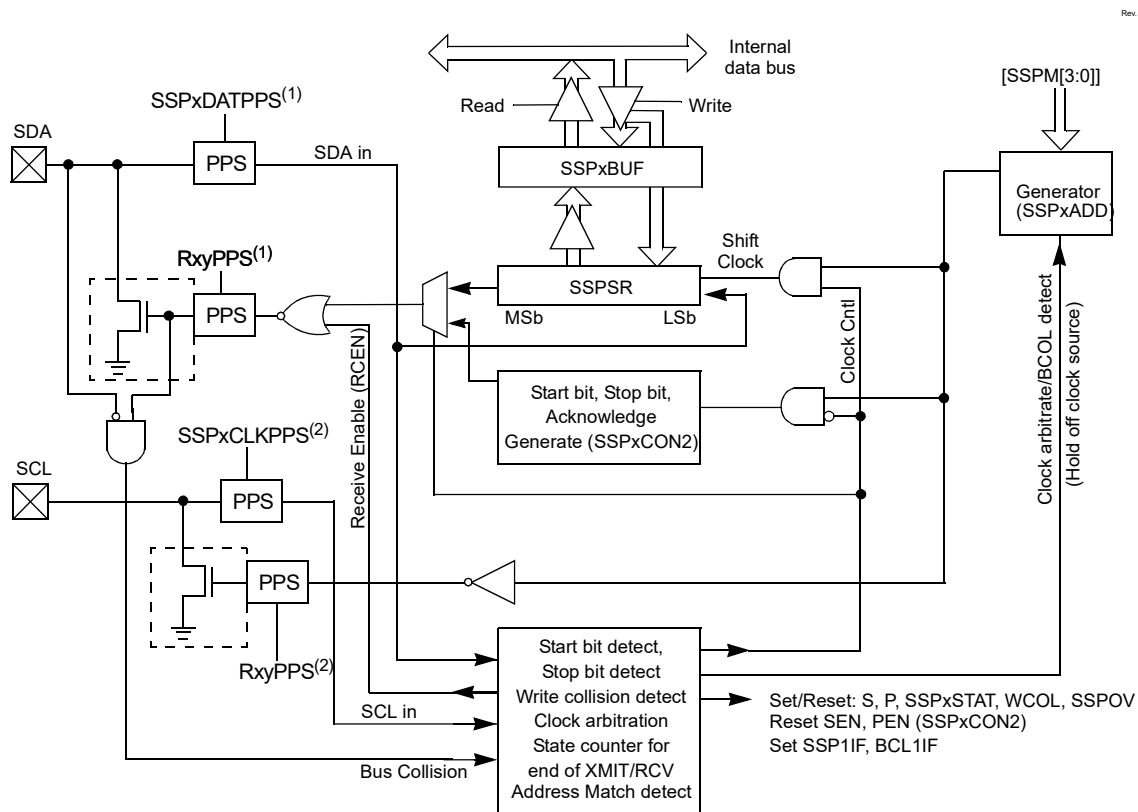 Rev.
Internal
data bus
[SSPM[3:0]]
SSPxDATPPS(1)
Read
Write
SDA
PPS
SDA in
SSPxBUF
Generator
(SSPxADD)
RxyPPS(1)
Shift
Clock
PPS
SSPSR
MSb
LSb
Start bit, Stop bit,
Acknowledge
Generate (SSPxCON2)
Clock Cntl
Clock arbitrate/BCOL detect
(Hold off clock source)
Receive Enable (RCEN)
SSPxCLKPPS(2)
SCL
PPS
PPS
RxyPPS(2)
Start bit detect,
Stop bit detect
Write collision detect
Clock arbitration
State counter for
end of XMIT/RCV
Address Match detect
SCL in
Bus Collision
Set/Reset: S, P, SSPxSTAT, WCOL, SSPOV
Reset SEN, PEN (SSPxCON2)
Set SSP1IF, BCL1IF